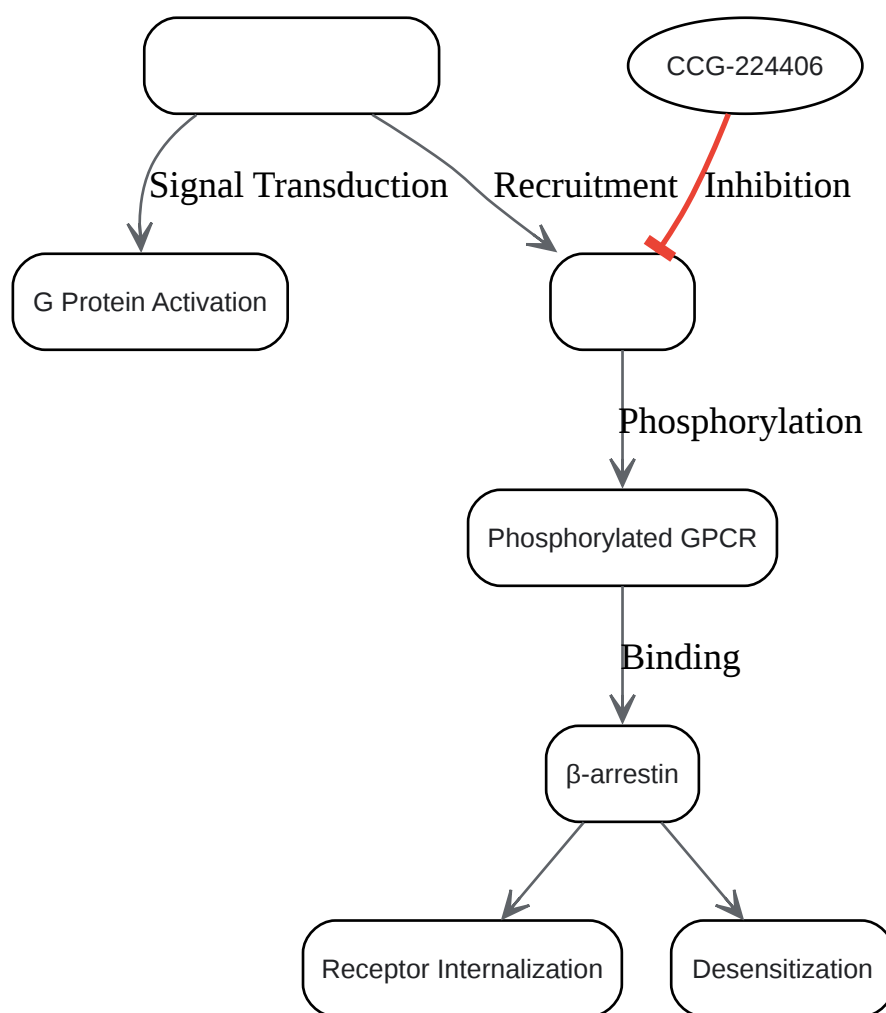 CCG-224406
Signal Transduction
Recruitment
Inhibition
G Protein Activation
Phosphorylation
Phosphorylated GPCR
Binding
β-arrestin
Receptor Internalization
Desensitization